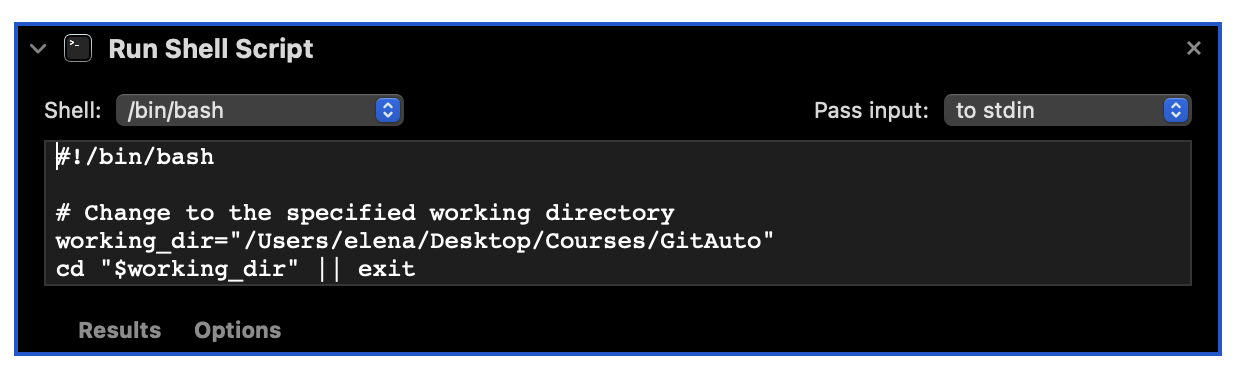 Run Shell Script
Shell: /bin/bash Pass input: to stdin
#!/bin/bash
# Change to the specified working directory
working_dir="/Users/elena/Desktop/Courses/GitAuto"
cd "$working_dir" || exit
Results Options